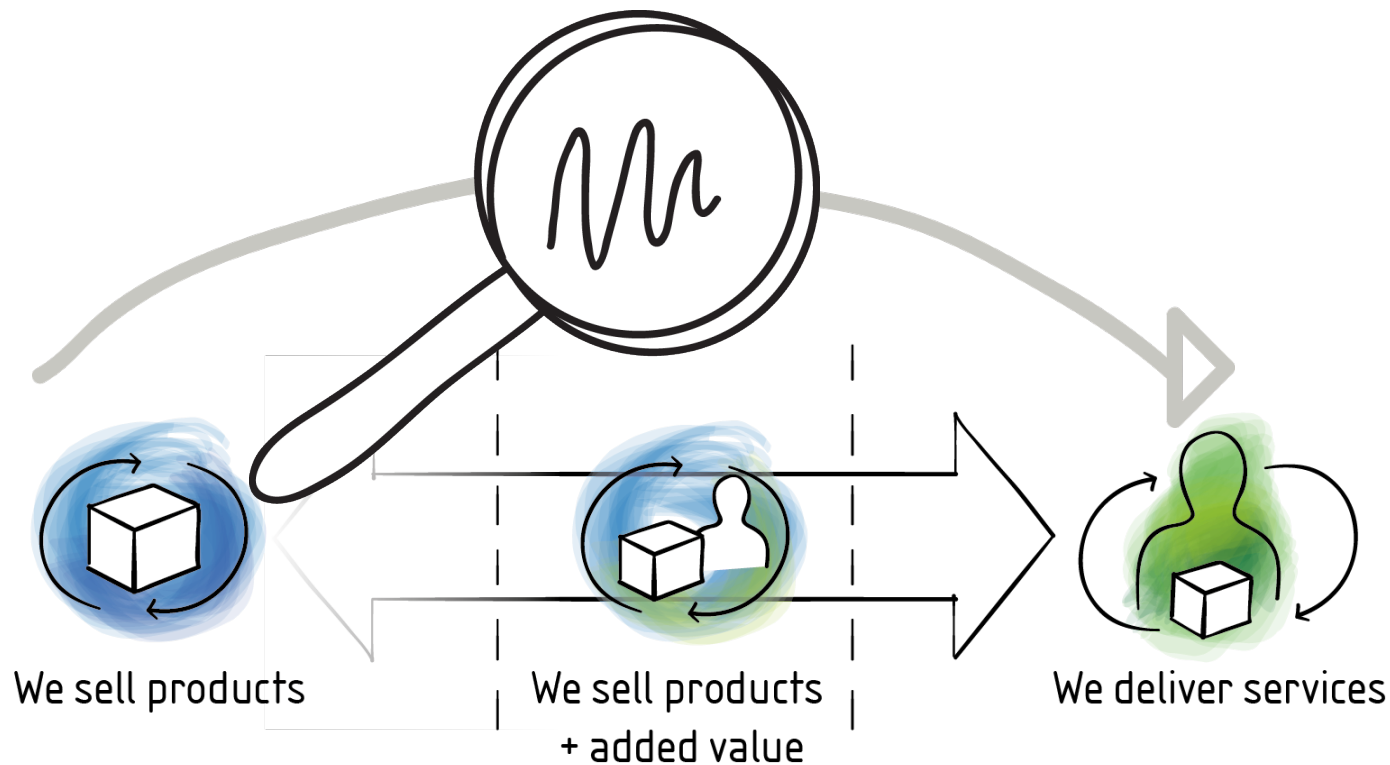 We sell products
We sell products
+ added value
We deliver services